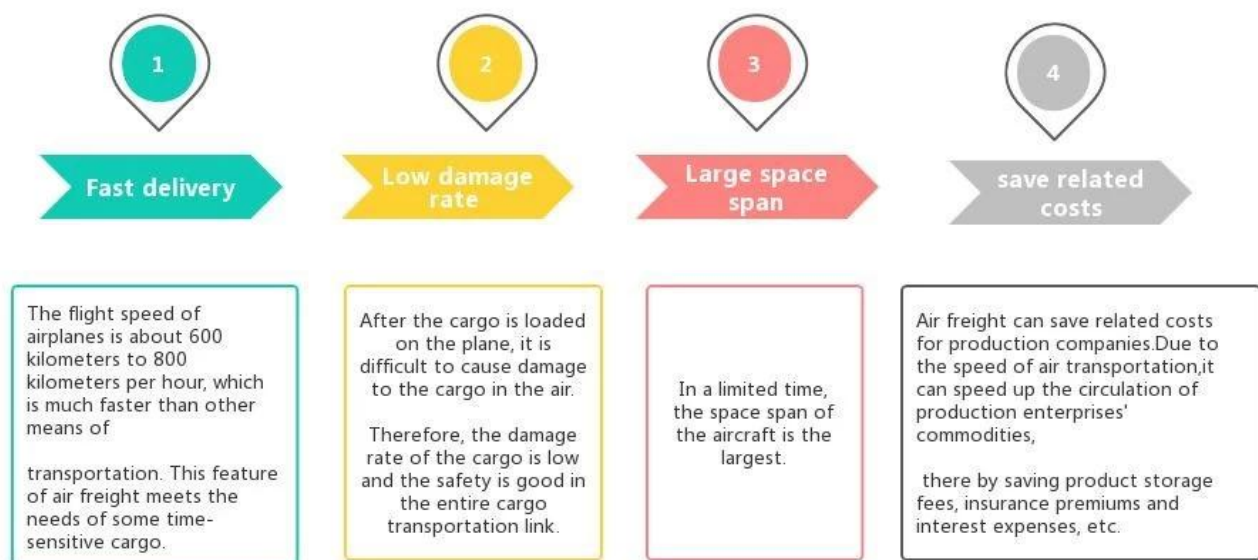 1
Fast delivery
The flight speed of
airplanes is about 600
kilometers to 800
kilometers per hour, which
is much faster than other
means of
transportation. This feature
of air freight meets the
needs of some time-
sensitive cargo.
2
Low damage
rate
After the cargo is loaded
on the plane, it is
difficult to cause damage
to the cargo in the air.
Therefore, the damage
rate of the cargo is low
and the safety is good in
the entire cargo
transportation link.
3
Large space
span
In a limited time,
the space span of
the aircraft is the
largest.
4
save related
costs
Air freight can save related costs
for production companies.Due to
the speed of air transportation,it
can speed up the circulation of
production enterprises'
commodities,
there by saving product storage
fees, insurance premiums and
interest expenses, etc.